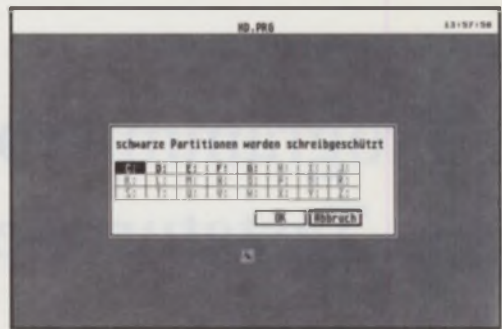 HD.PRG 13:57:56
schwarze Partitionen werden schreibgeschützt
C: D: E: F: G: H: I: J:
K: L: M: N: O: P: Q: R:
S: T: U: V: W: X: Y: Z:
OK Abbruch